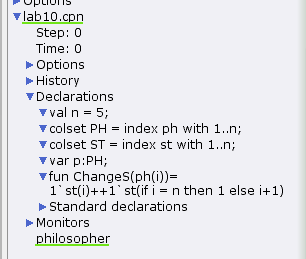 Options
lab10.cpn
Step: 0
Time: 0
Options
History
Declarations
val n = 5;
colset PH = index ph with 1..n;
colset ST = index st with 1..n;
var p:PH;
fun ChangeS(ph(i))=
1`st(i)++1`st(if i = n then 1 else i+1)
Standard declarations
Monitors
philosopher